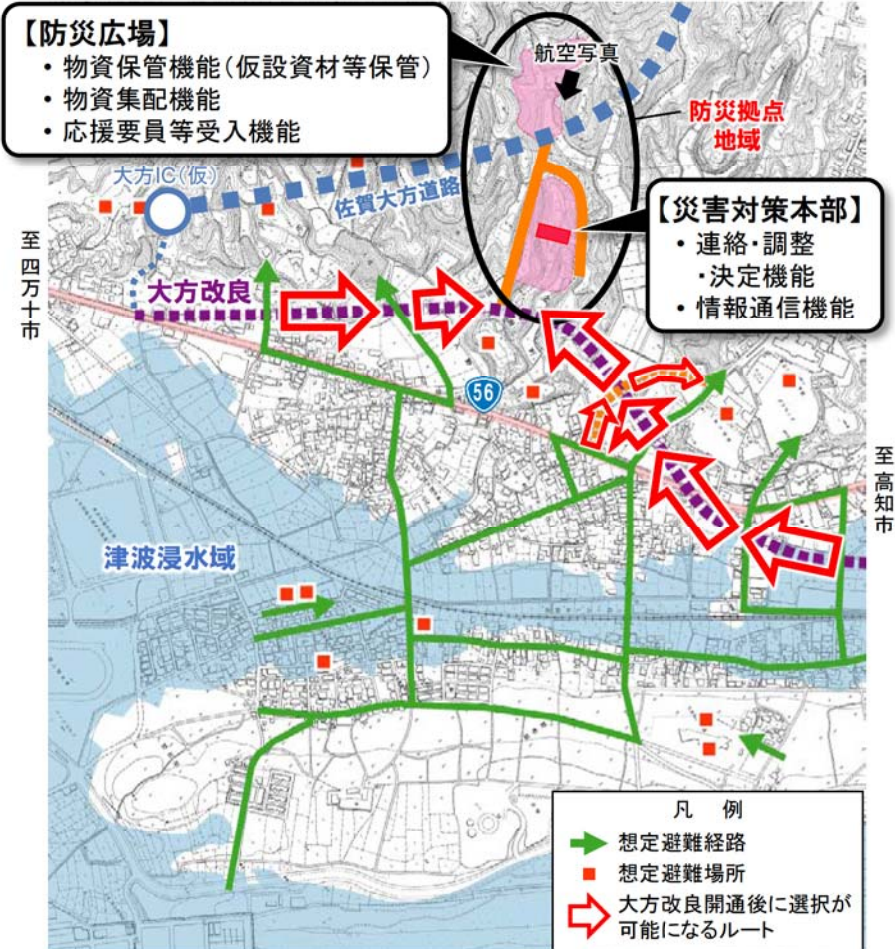 【防災広場】
・物資保管機能(仮設資材等保管)
・物資集配機能
・応援要員等受入機能
航空写真
防災拠点
地域
大方IC(仮)
佐賀大方道路
【災害対策本部】
・連絡・調整
・決定機能
・情報通信機能
至 四万十市
大方改良
56
至 高知市
津波浸水域
凡 例
想定避難経路
想定避難場所
大方改良開通後に選択が
可能になるルート